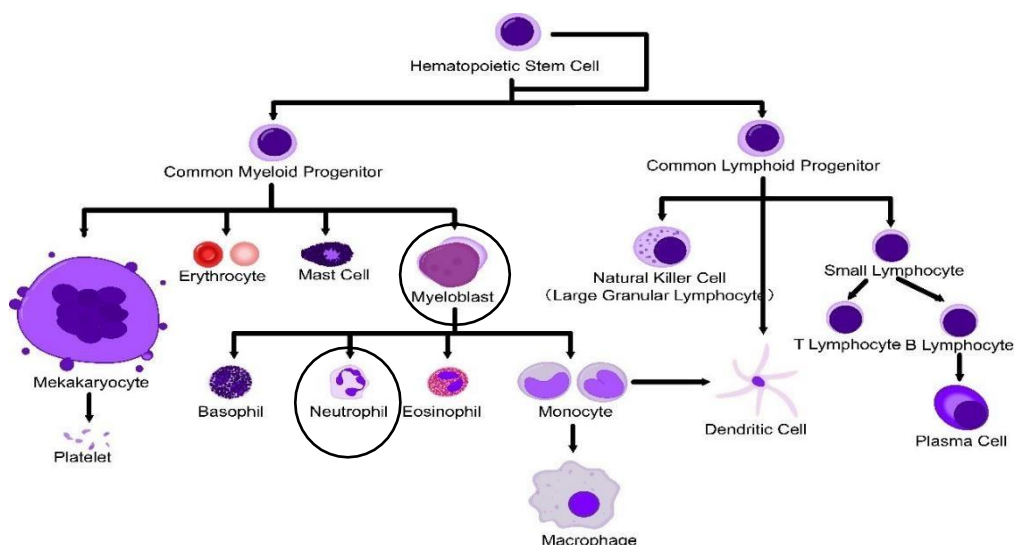 Hematopoietic Stem Cell
Common Myeloid Progenitor
Common Lymphoid Progenitor
Erythrocyte
Mast Cell
Myeloblast
Natural Killer Cell
(Large Granular Lymphocyte)
Small Lymphocyte
T Lymphocyte
B Lymphocyte
Mekakaryocyte
Basophil
Neutrophil
Eosinophil
Monocyte
Dendritic Cell
Plasma Cell
Platelet
Macrophage